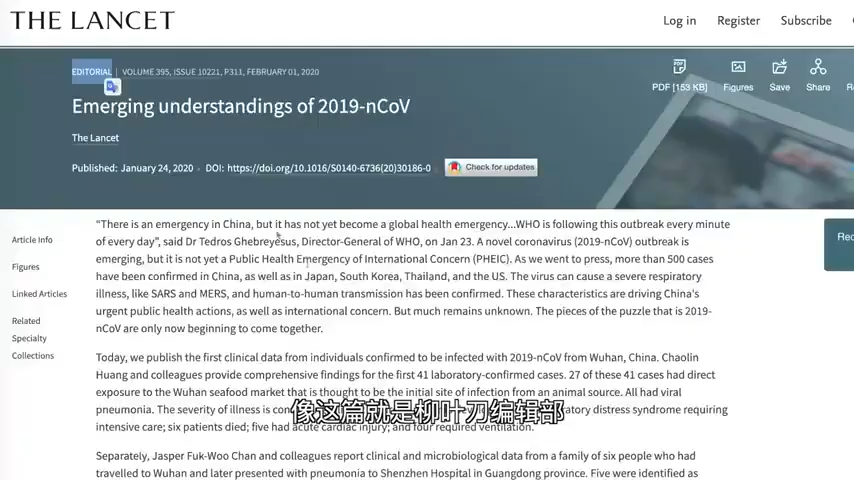 THE LANCET
Log in Register Subscribe
EDITORIAL | VOLUME 395, ISSUE 10221, P311, FEBRUARY 01, 2020
PDF [153 KB] Figures Save Share
Emerging understandings of 2019-nCoV
The Lancet
Published: January 24, 2020 • DOI: https://doi.org/10.1016/S0140-6736(20)30186-0
Check for updates
Article Info
Figures
Linked Articles
Related
Specialty
Collections
“There is an emergency in China, but it has not yet become a global health emergency...WHO is following this outbreak every minute
of every day”, said Dr Tedros Ghebreyesus, Director-General of WHO, on Jan 23. A novel coronavirus (2019-nCoV) outbreak is
emerging, but it is not yet a Public Health Emergency of International Concern (PHEIC). As we went to press, more than 500 cases
have been confirmed in China, as well as in Japan, South Korea, Thailand, and the US. The virus can cause a severe respiratory
illness, like SARS and MERS, and human-to-human transmission has been confirmed. These characteristics are driving China's
urgent public health actions, as well as international concern. But much remains unknown. The pieces of the puzzle that is 2019-
nCoV are only now beginning to come together.
Today, we publish the first clinical data from individuals confirmed to be infected with 2019-nCoV from Wuhan, China. Chaolin
Huang and colleagues provide comprehensive findings for the first 41 laboratory-confirmed cases. 27 of these 41 cases had direct
exposure to the Wuhan seafood market that is thought to be the initial site of infection from an animal source. All had viral
pneumonia. The severity of illness is con
ratory distress syndrome requiring
intensive care; six patients died; five had acute cardiac injury; and four required ventilation.
像这篇就是柳叶刀编辑部
Separately, Jasper Fuk-Woo Chan and colleagues report clinical and microbiological data from a family of six people who had
travelled to Wuhan and later presented with pneumonia to Shenzhen Hospital in Guangdong province. Five were identified as